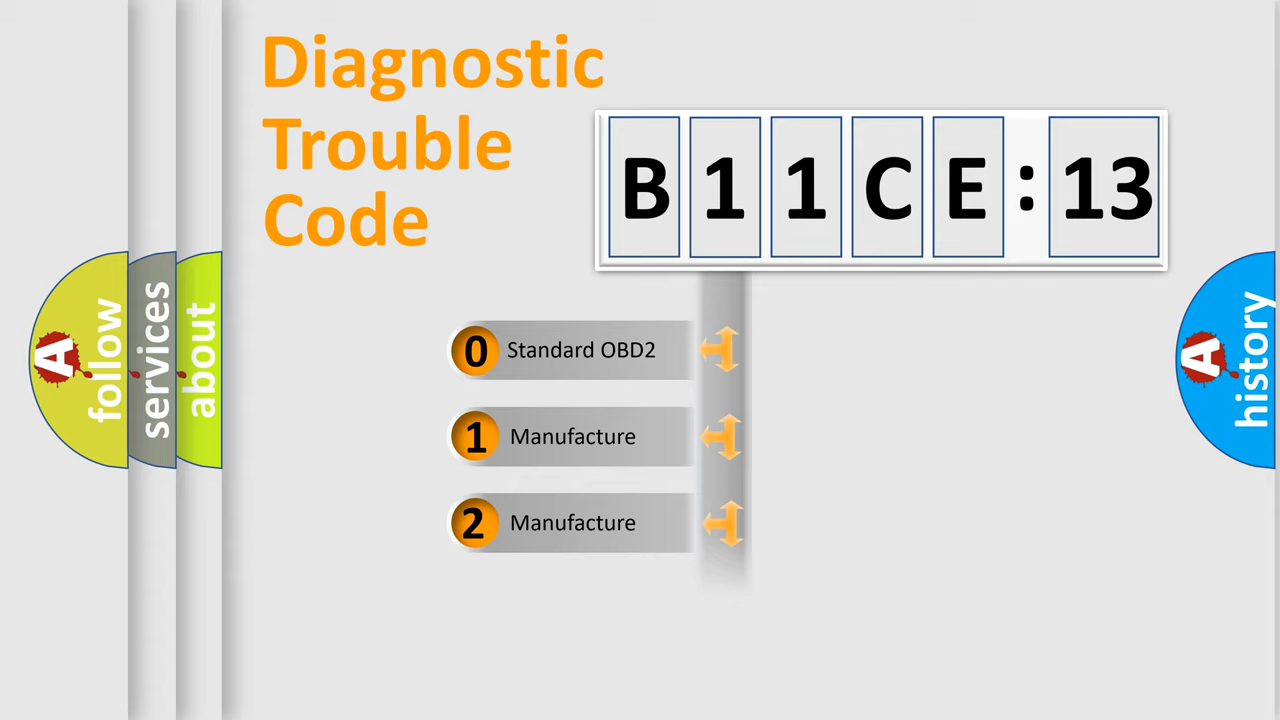 Diagnostic
Trouble
Code
B11CE:13
0 Standard OBD2
1 Manufacture
2 Manufacture
A follow
services
about
A history